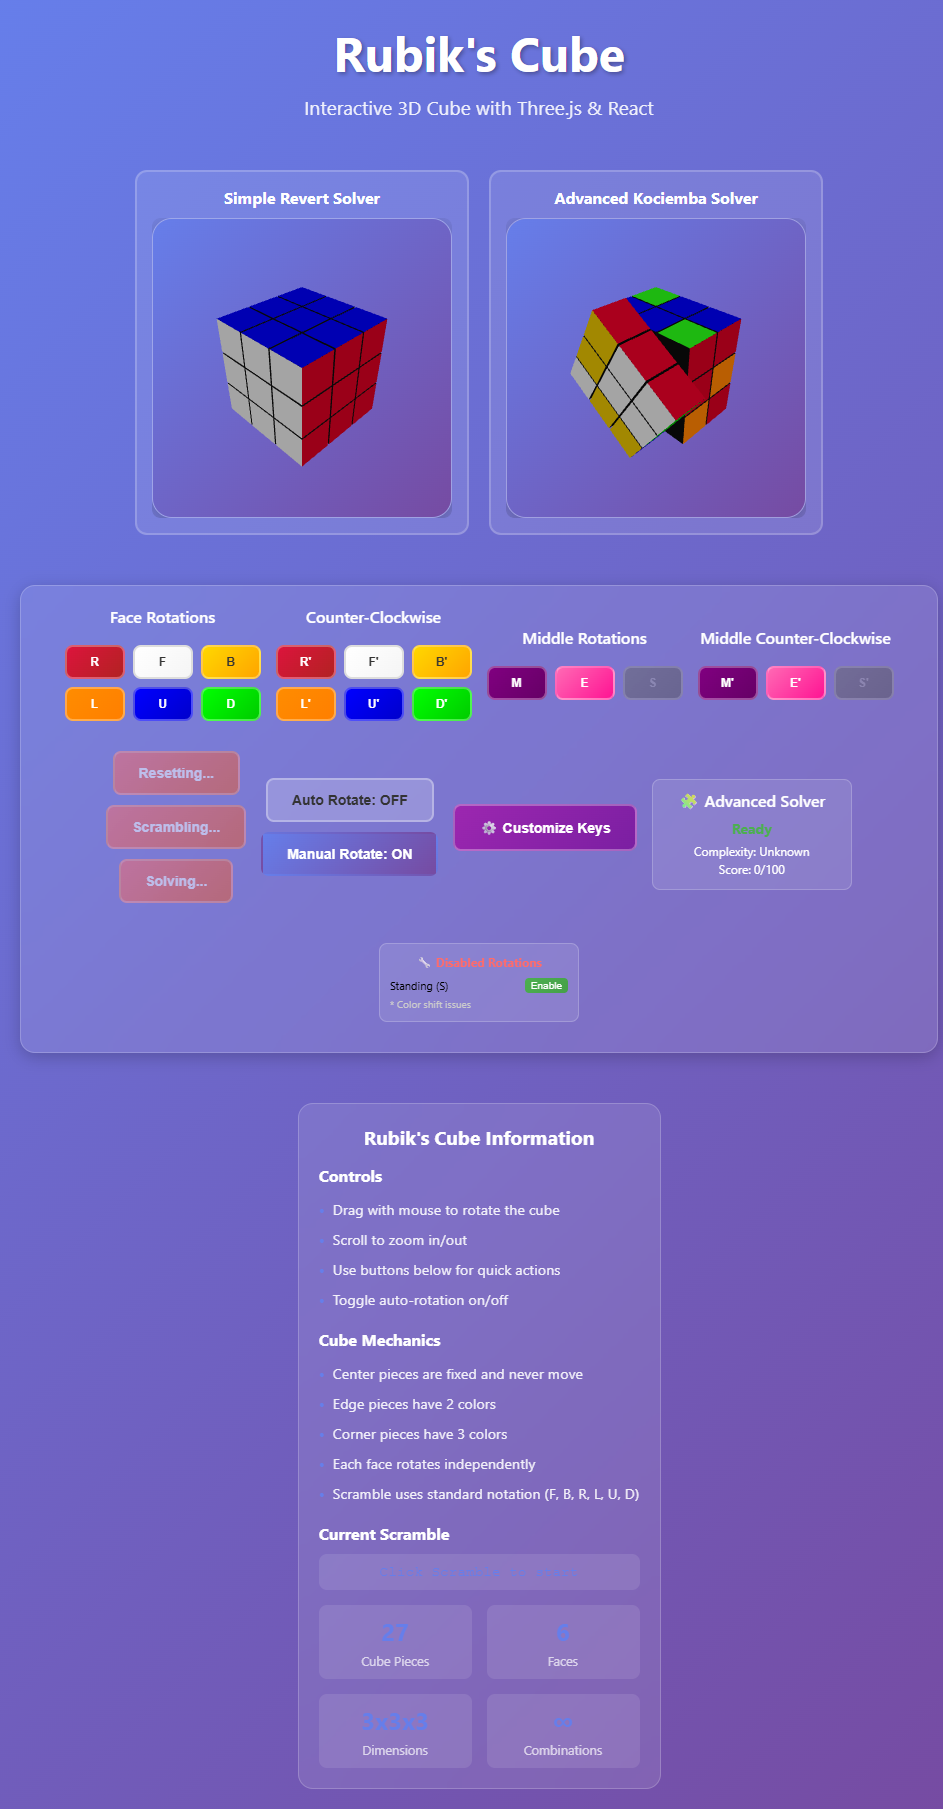 Rubik's Cube
Interactive 3D Cube with Three.js & React
Simple Revert Solver
Advanced Kociemba Solver
Face Rotations
R F B
L U D
Counter-Clockwise
R' F' B'
L' U' D'
Middle Rotations
M E S
Middle Counter-Clockwise
M' E' S'
Resetting...
Scrambling...
Solving...
Auto Rotate: OFF
Manual Rotate: ON
⚙️ Customize Keys
🧩 Advanced Solver
Ready
Complexity: Unknown
Score: 0/100
🔧 Disabled Rotations
Standing (S)
Enable
* Color shift issues
Rubik's Cube Information
Controls
Drag with mouse to rotate the cube
Scroll to zoom in/out
Use buttons below for quick actions
Toggle auto-rotation on/off
Cube Mechanics
Center pieces are fixed and never move
Edge pieces have 2 colors
Corner pieces have 3 colors
Each face rotates independently
Scramble uses standard notation (F, B, R, L, U, D)
Current Scramble
27
Cube Pieces
6
Faces
3x3x3
Dimensions
∞
Combinations